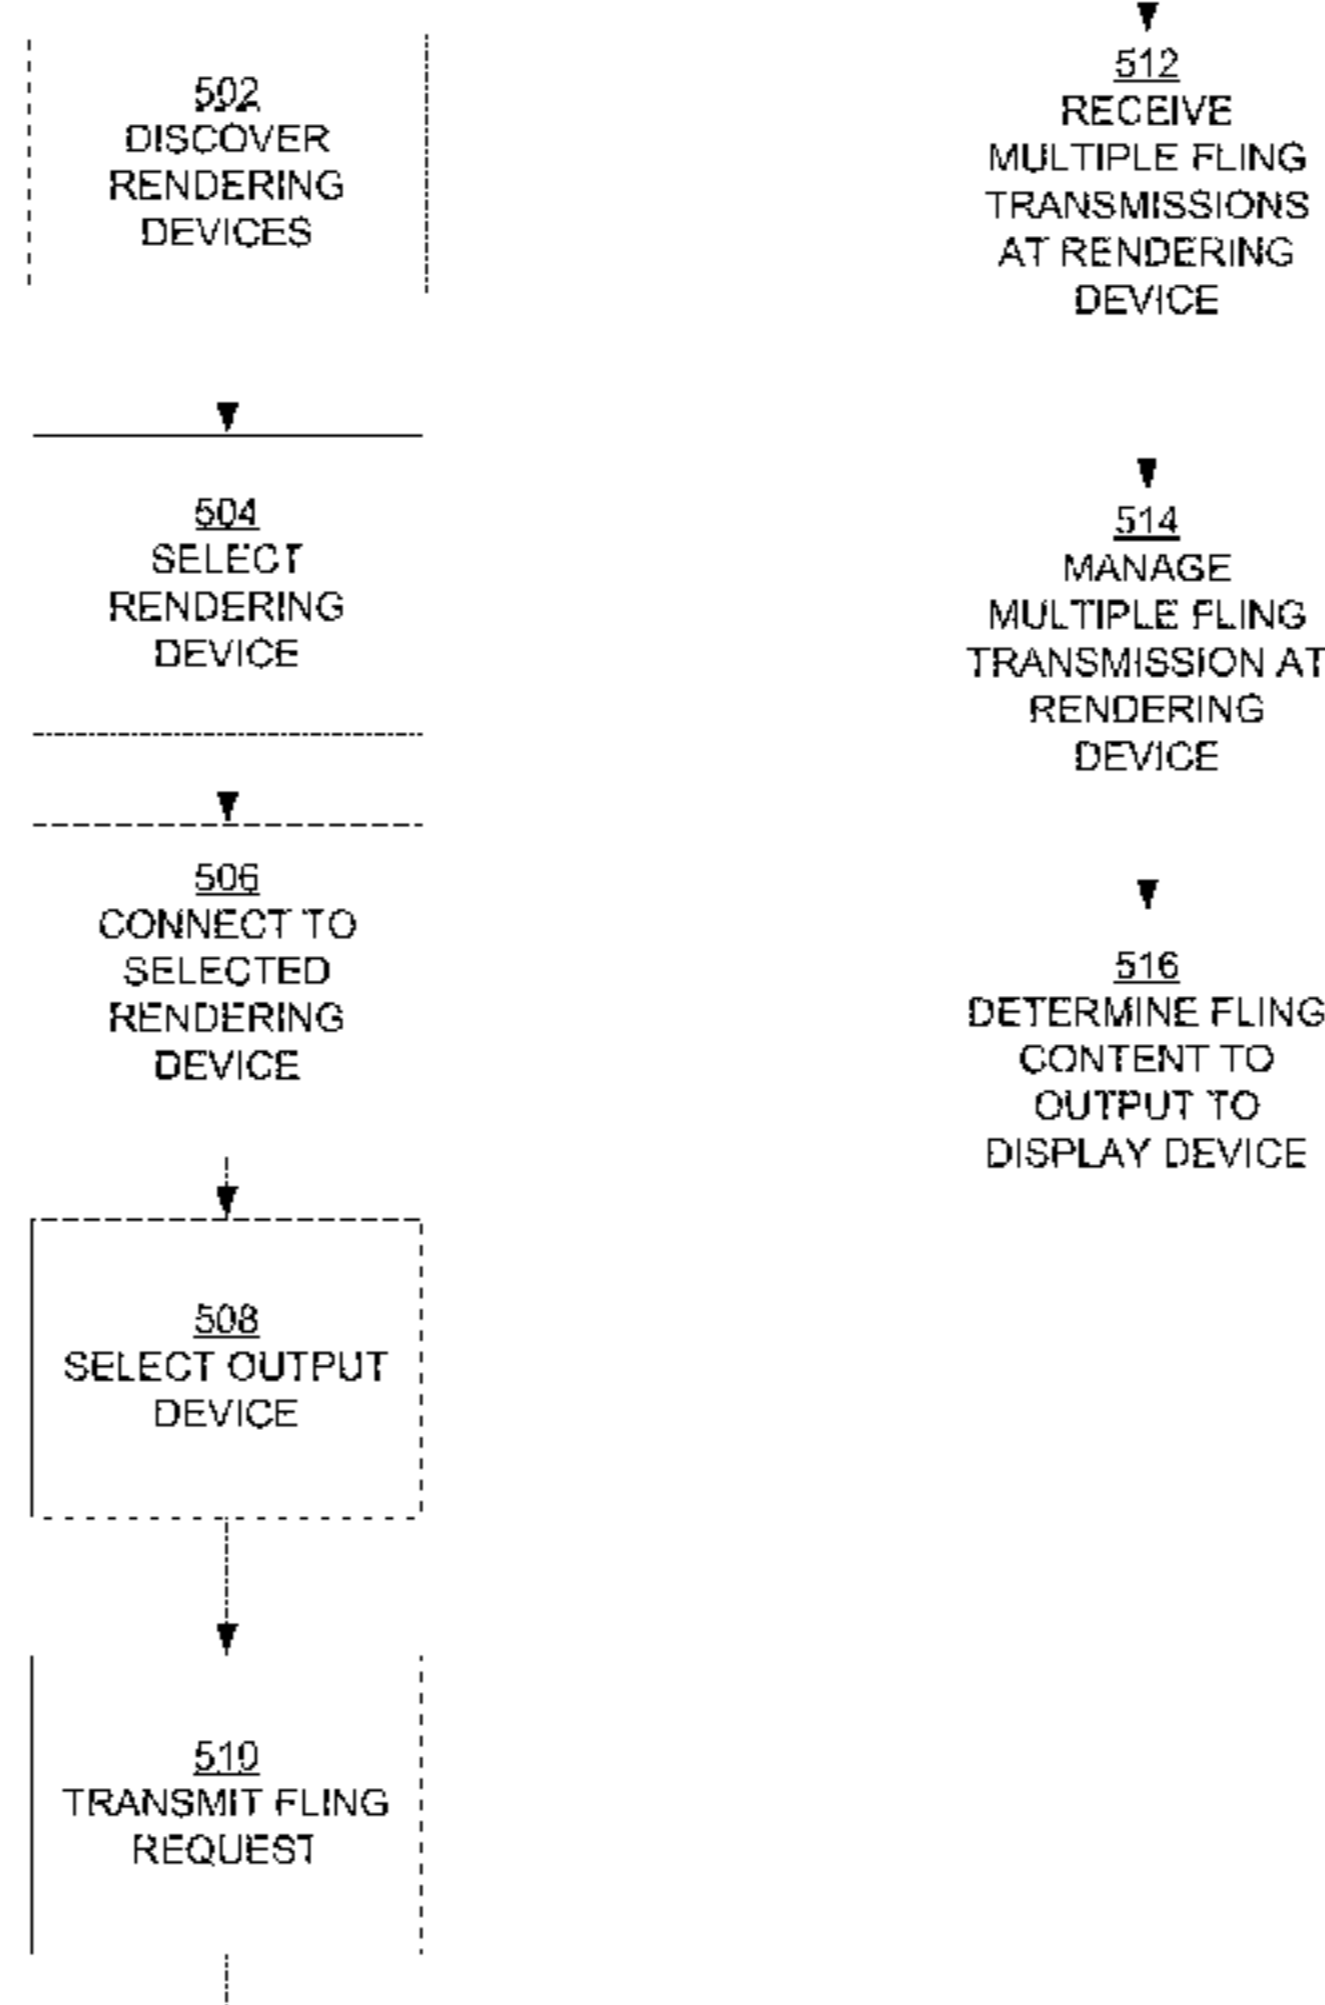 502
DISCOVER
RENDERING
DEVICES
504
SELECT
RENDERING
DEVICE
506
CONNECT TO
SELECTED
RENDERING
DEVICE
508
SELECT OUTPUT
DEVICE
510
TRANSMIT FLING
REQUEST
512
RECEIVE
MULTIPLE FLING
TRANSMISSIONS
AT RENDERING
DEVICE
514
MANAGE
MULTIPLE FLING
TRANSMISSION AT
RENDERING
DEVICE
516
DETERMINE FLING
CONTENT TO
OUTPUT TO
DISPLAY DEVICE